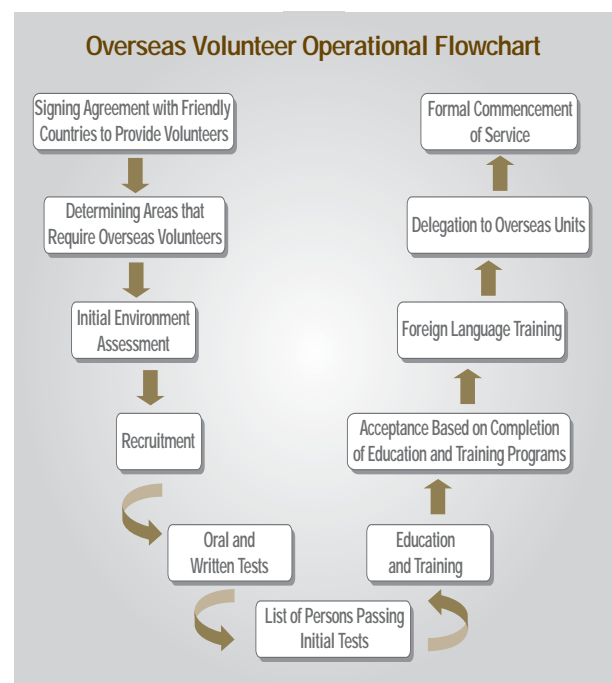 Overseas Volunteer Operational Flowchart
Signing Agreement with Friendly
Countries to Provide Volunteers
Determining Areas that
Require Overseas Volunteers
Initial Environment
Assessment
Recruitment
Oral and
Written Tests
List of Persons Passing
Initial Tests
Education
and Training
Acceptance Based on Completion
of Education and Training Programs
Foreign Language Training
Delegation to Overseas Units
Formal Commencement
of Service